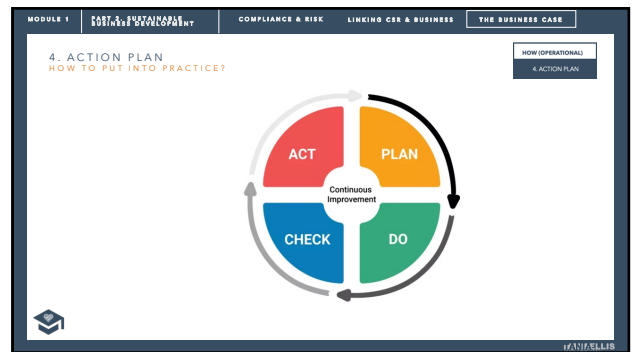 MODULE 1
PART 2: SUSTAINABLE
BUSINESS DEVELOPMENT
COMPLIANCE & RISK
LINKING CSR & BUSINESS
THE BUSINESS CASE
4. ACTION PLAN
HOW TO PUT INTO PRACTICE?
HOW (OPERATIONAL)
4. ACTION PLAN
ACT
PLAN
Continuous
Improvement
CHECK
DO
TANIAELLIS